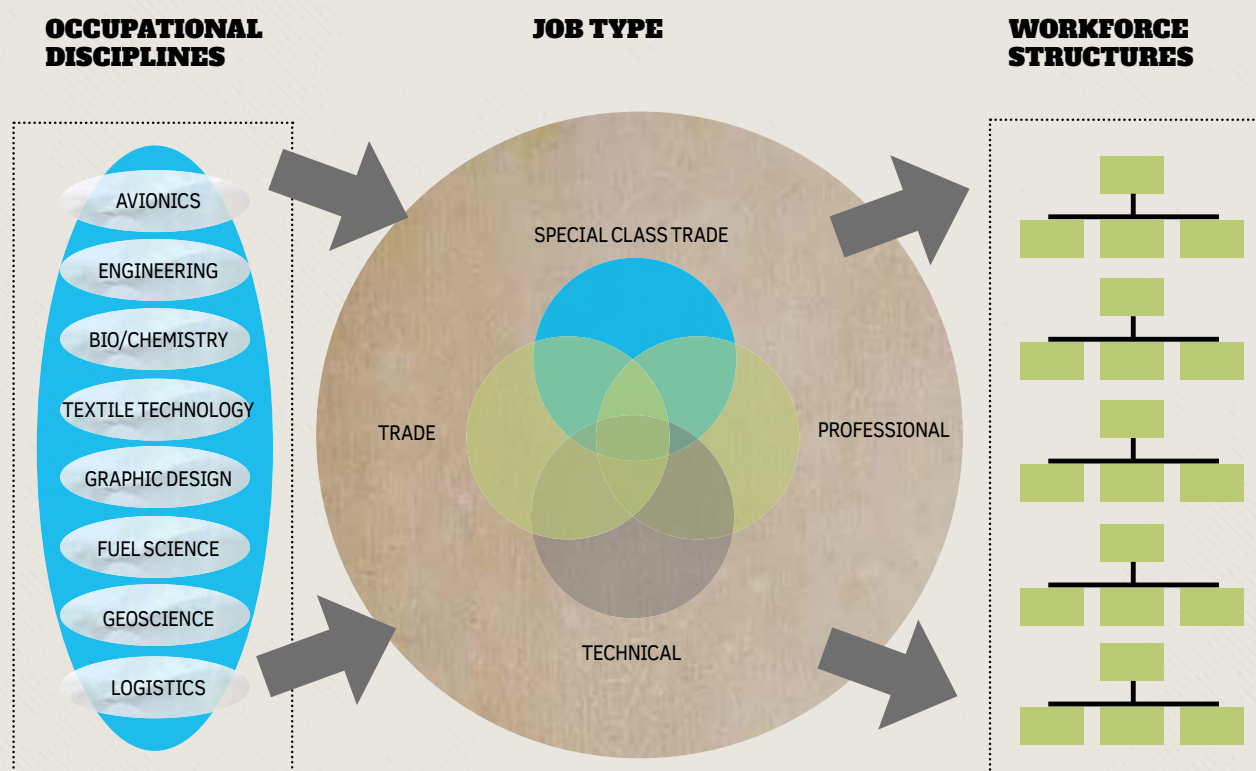 OCCUPATIONAL
DISCIPLINES
JOB TYPE
WORKFORCE
STRUCTURES
AVIONICS
ENGINEERING
BIO/CHEMISTRY
TEXTILE TECHNOLOGY
GRAPHIC DESIGN
FUEL SCIENCE
GEOSCIENCE
LOGISTICS
SPECIAL CLASS TRADE
TRADE
PROFESSIONAL
TECHNICAL